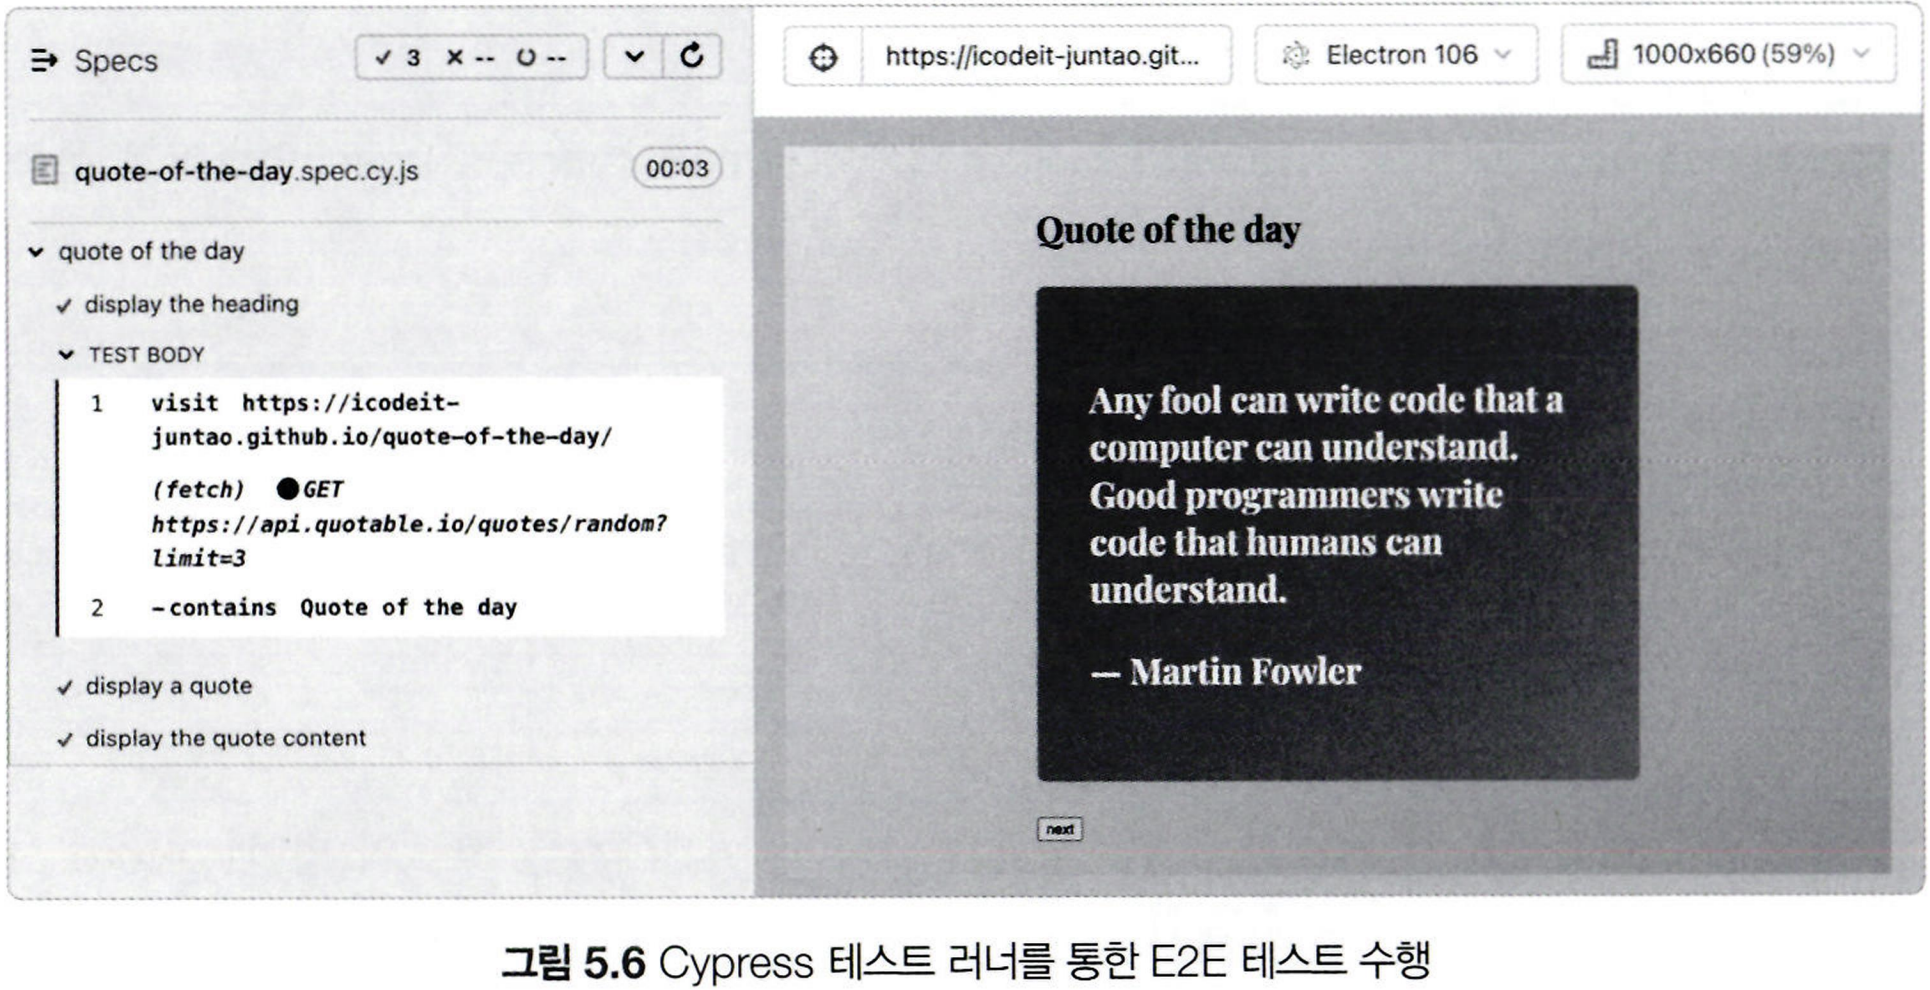 Specs
✓ 3 ✕ -- --
quote-of-the-day.spec.cy.js 00:03
quote of the day
✓ display the heading
TEST BODY
1 visit https://icodeit-
juntao.github.io/quote-of-the-day/
(fetch) ●GET
https://api.quotable.io/quotes/random?
limit=3
2 -contains Quote of the day
✓ display a quote
✓ display the quote content
https://icodeit-juntao.git...
Electron 106
1000x660 (59%)
Quote of the day
Any fool can write code that a
computer can understand.
Good programmers write
code that humans can
understand.
— Martin Fowler
next
그림 5.6 Cypress 테스트 러너를 통한 E2E 테스트 수행